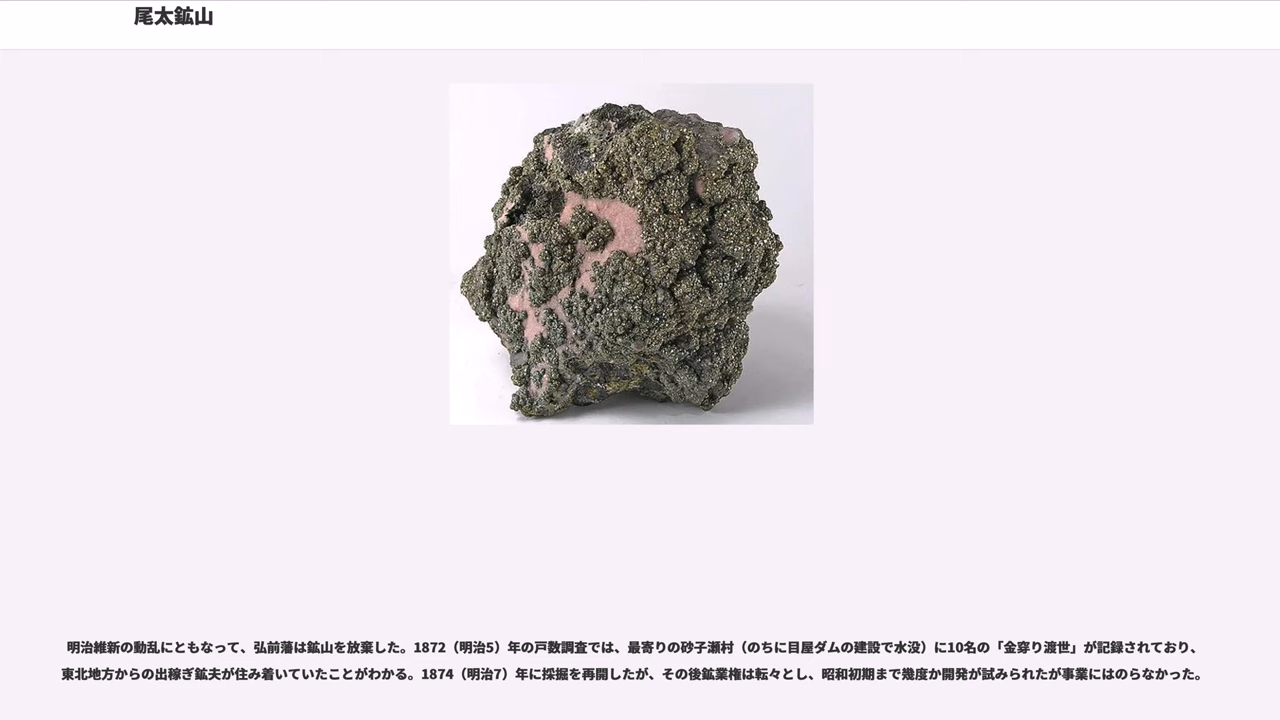 尾太鉱山
明治維新の動乱にともなって、弘前藩は鉱山を放棄した。1872（明治5）年の戸数調査では、最寄りの砂子瀬村（のちに目屋ダムの建設で水没）に10名の「金穿り渡世」が記録されており、
東北地方からの出稼ぎ鉱夫が住み着いていたことがわかる。1874（明治7）年に採掘を再開したが、その後鉱業権は転々とし、昭和初期まで幾度か開発が試みられたが事業にはのらなかった。